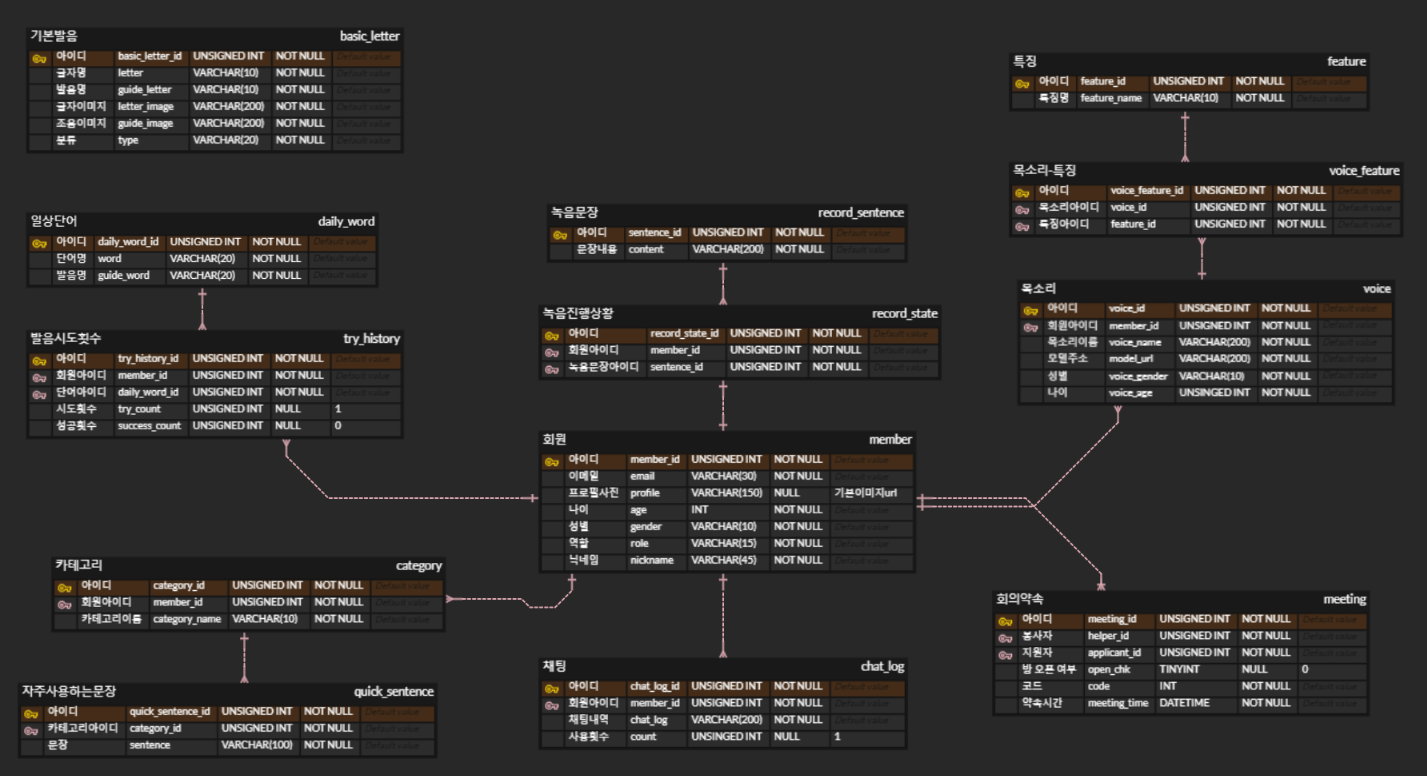 기본발음 basic_letter
아이디 basic_letter_id UNSIGNED INT NOT NULL Default value
글자명 letter VARCHAR(10) NOT NULL Default value
발음명 guide_letter VARCHAR(10) NOT NULL Default value
글자이미지 letter_image VARCHAR(200) NOT NULL Default value
조음이미지 guide_image VARCHAR(200) NOT NULL Default value
분류 type VARCHAR(20) NOT NULL Default value
특징 feature
아이디 feature_id UNSIGNED INT NOT NULL Default value
특징명 feature_name VARCHAR(10) NOT NULL Default value
목소리-특징 voice_feature
아이디 voice_feature_id UNSIGNED INT NOT NULL Default value
목소리아이디 voice_id UNSIGNED INT NOT NULL Default value
특징아이디 feature_id UNSIGNED INT NOT NULL Default value
일상단어 daily_word
아이디 daily_word_id UNSIGNED INT NOT NULL Default value
단어명 word VARCHAR(20) NOT NULL Default value
발음명 guide_word VARCHAR(20) NOT NULL Default value
녹음문장 record_sentence
아이디 sentence_id UNSIGNED INT NOT NULL Default value
문장내용 content VARCHAR(200) NOT NULL Default value
목소리 voice
아이디 voice_id UNSIGNED INT NOT NULL Default value
회원아이디 member_id UNSIGNED INT NOT NULL Default value
목소리이름 voice_name VARCHAR(200) NOT NULL Default value
모델주소 model_url VARCHAR(200) NOT NULL Default value
성별 voice_gender VARCHAR(10) NOT NULL Default value
나이 voice_age UNSINGED INT NOT NULL Default value
발음시도횟수 try_history
아이디 try_history_id UNSIGNED INT NOT NULL Default value
회원아이디 member_id UNSIGNED INT NOT NULL Default value
단어아이디 daily_word_id UNSIGNED INT NOT NULL Default value
시도횟수 try_count UNSIGNED INT NULL 1
성공횟수 success_count UNSIGNED INT NULL 0
녹음진행상황 record_state
아이디 record_state_id UNSIGNED INT NOT NULL Default value
회원아이디 member_id UNSIGNED INT NOT NULL Default value
녹음문장아이디 sentence_id UNSIGNED INT NOT NULL Default value
회원 member
아이디 member_id UNSIGNED INT NOT NULL Default value
이메일 email VARCHAR(30) NOT NULL Default value
프로필사진 profile VARCHAR(150) NULL 기본이미지url
나이 age INT NOT NULL Default value
성별 gender VARCHAR(10) NOT NULL Default value
역할 role VARCHAR(15) NOT NULL Default value
닉네임 nickname VARCHAR(45) NOT NULL Default value
카테고리 category
아이디 category_id UNSIGNED INT NOT NULL Default value
회원아이디 member_id UNSIGNED INT NOT NULL Default value
카테고리이름 category_name VARCHAR(10) NOT NULL Default value
회의약속 meeting
아이디 meeting_id UNSIGNED INT NOT NULL Default value
봉사자 helper_id UNSIGNED INT NOT NULL Default value
지원자 applicant_id UNSIGNED INT NOT NULL Default value
방 오픈 여부 open_chk TINYINT NULL 0
코드 code INT NOT NULL Default value
약속시간 meeting_time DATETIME NOT NULL Default value
자주사용하는문장 quick_sentence
아이디 quick_sentence_id UNSIGNED INT NOT NULL Default value
카테고리아이디 category_id UNSIGNED INT NOT NULL Default value
문장 sentence VARCHAR(100) NOT NULL Default value
채팅 chat_log
아이디 chat_log_id UNSIGNED INT NOT NULL Default value
회원아이디 member_id UNSIGNED INT NOT NULL Default value
채팅내역 chat_log VARCHAR(200) NOT NULL Default value
사용횟수 count UNSINGED INT NULL 1